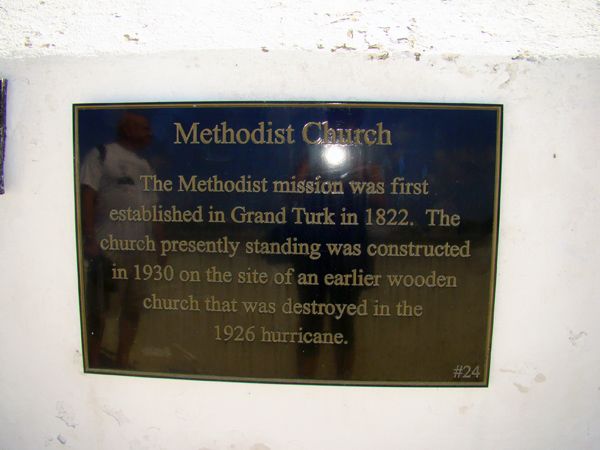 Methodist Church
The Methodist mission was first
established in Grand Turk in 1822.  The
church presently standing was constructed
in 1930 on the site of an earlier wooden
church that was destroyed in the
1926 hurricane.
#24